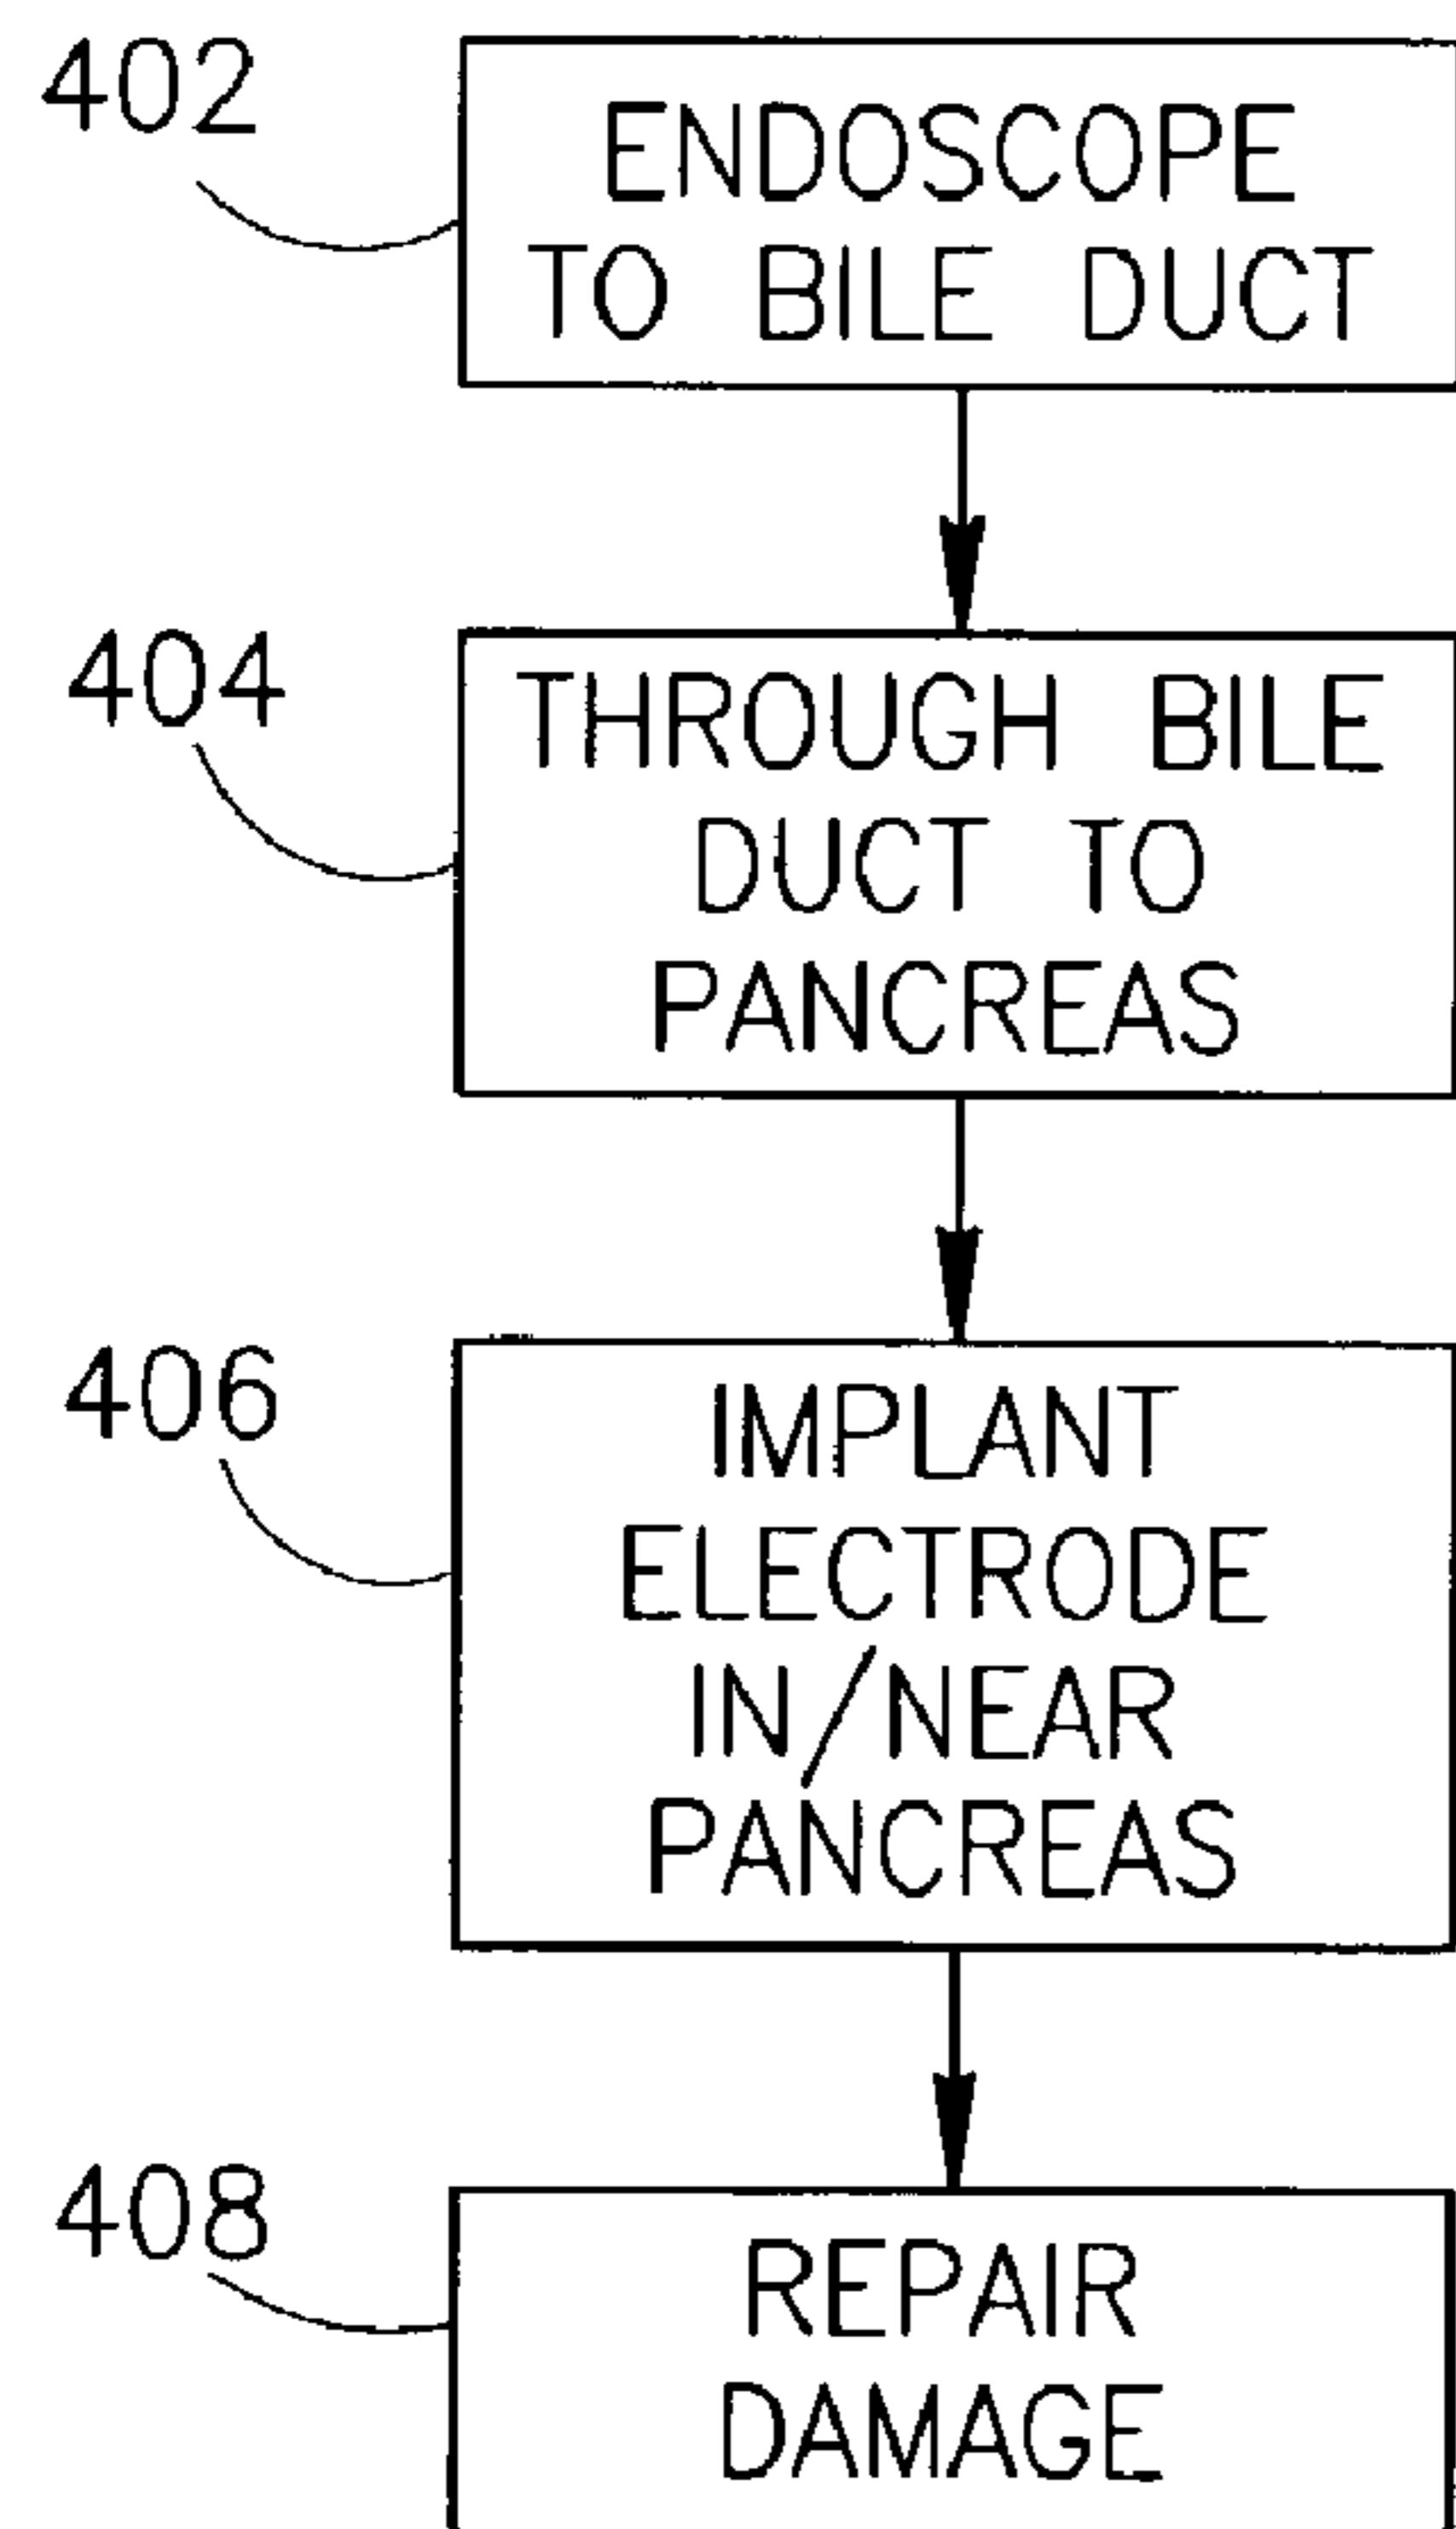 402
ENDOSCOPE
TO BILE DUCT
404
THROUGH BILE
DUCT TO
PANCREAS
406
IMPLANT
ELECTRODE
IN/NEAR
PANCREAS
408
REPAIR
DAMAGE